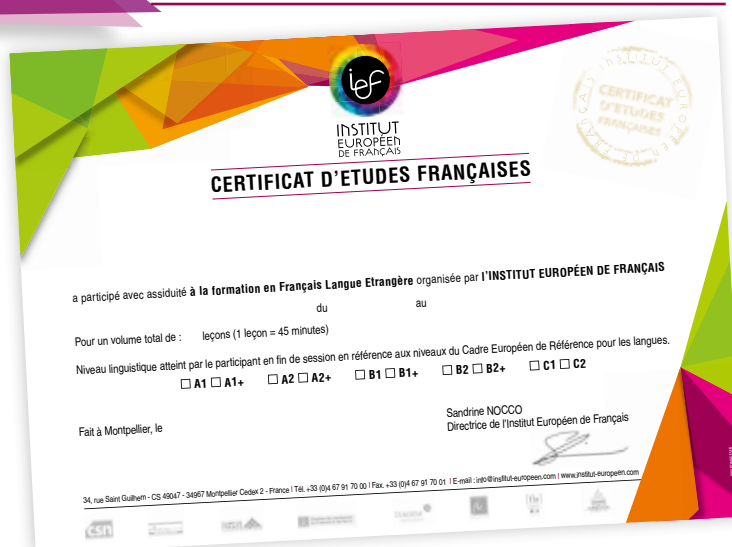 ief
INSTITUT
EUROPÉEN
DE FRANÇAIS
INSTITUT EUROPÉEN DE FRANÇAIS
CERTIFICAT
D'ETUDES
FRANÇAISES
CERTIFICAT D'ETUDES FRANÇAISES
a participé avec assiduité à la formation en Français Langue Etrangère organisée par l'INSTITUT EUROPÉEN DE FRANÇAIS
du au
Pour un volume total de : leçons (1 leçon = 45 minutes)
Niveau linguistique atteint par le participant en fin de session en référence aux niveaux du Cadre Européen de Référence pour les langues.
☐ A1 ☐ A1+ ☐ A2 ☐ A2+ ☐ B1 ☐ B1+ ☐ B2 ☐ B2+ ☐ C1 ☐ C2
Fait à Montpellier, le
Sandrine NOCCO
Directrice de l'Institut Européen de Français
34, rue Saint Guilhem - CS 49047 - 34967 Montpellier Cedex 2 - France I Tél. +33 (0)4 67 91 70 00 I Fax. +33 (0)4 67 91 70 01 I E-mail : info@institut-europeen.com I www.institut-europeen.com
csn